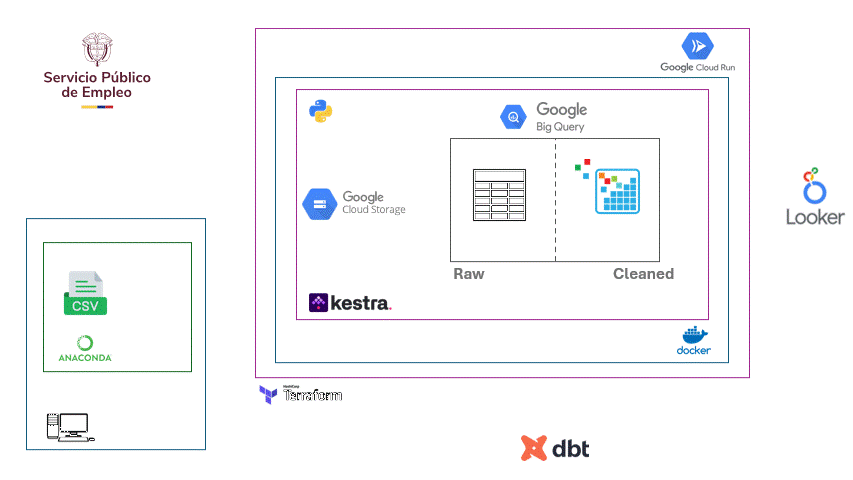 Servicio Público
de Empleo
Google Cloud Run
Google
Big Query
Google
Cloud Storage
Raw
Cleaned
kestra.
docker
Looker
CSV
ANACONDA
HashiCorp
Terraform
dbt